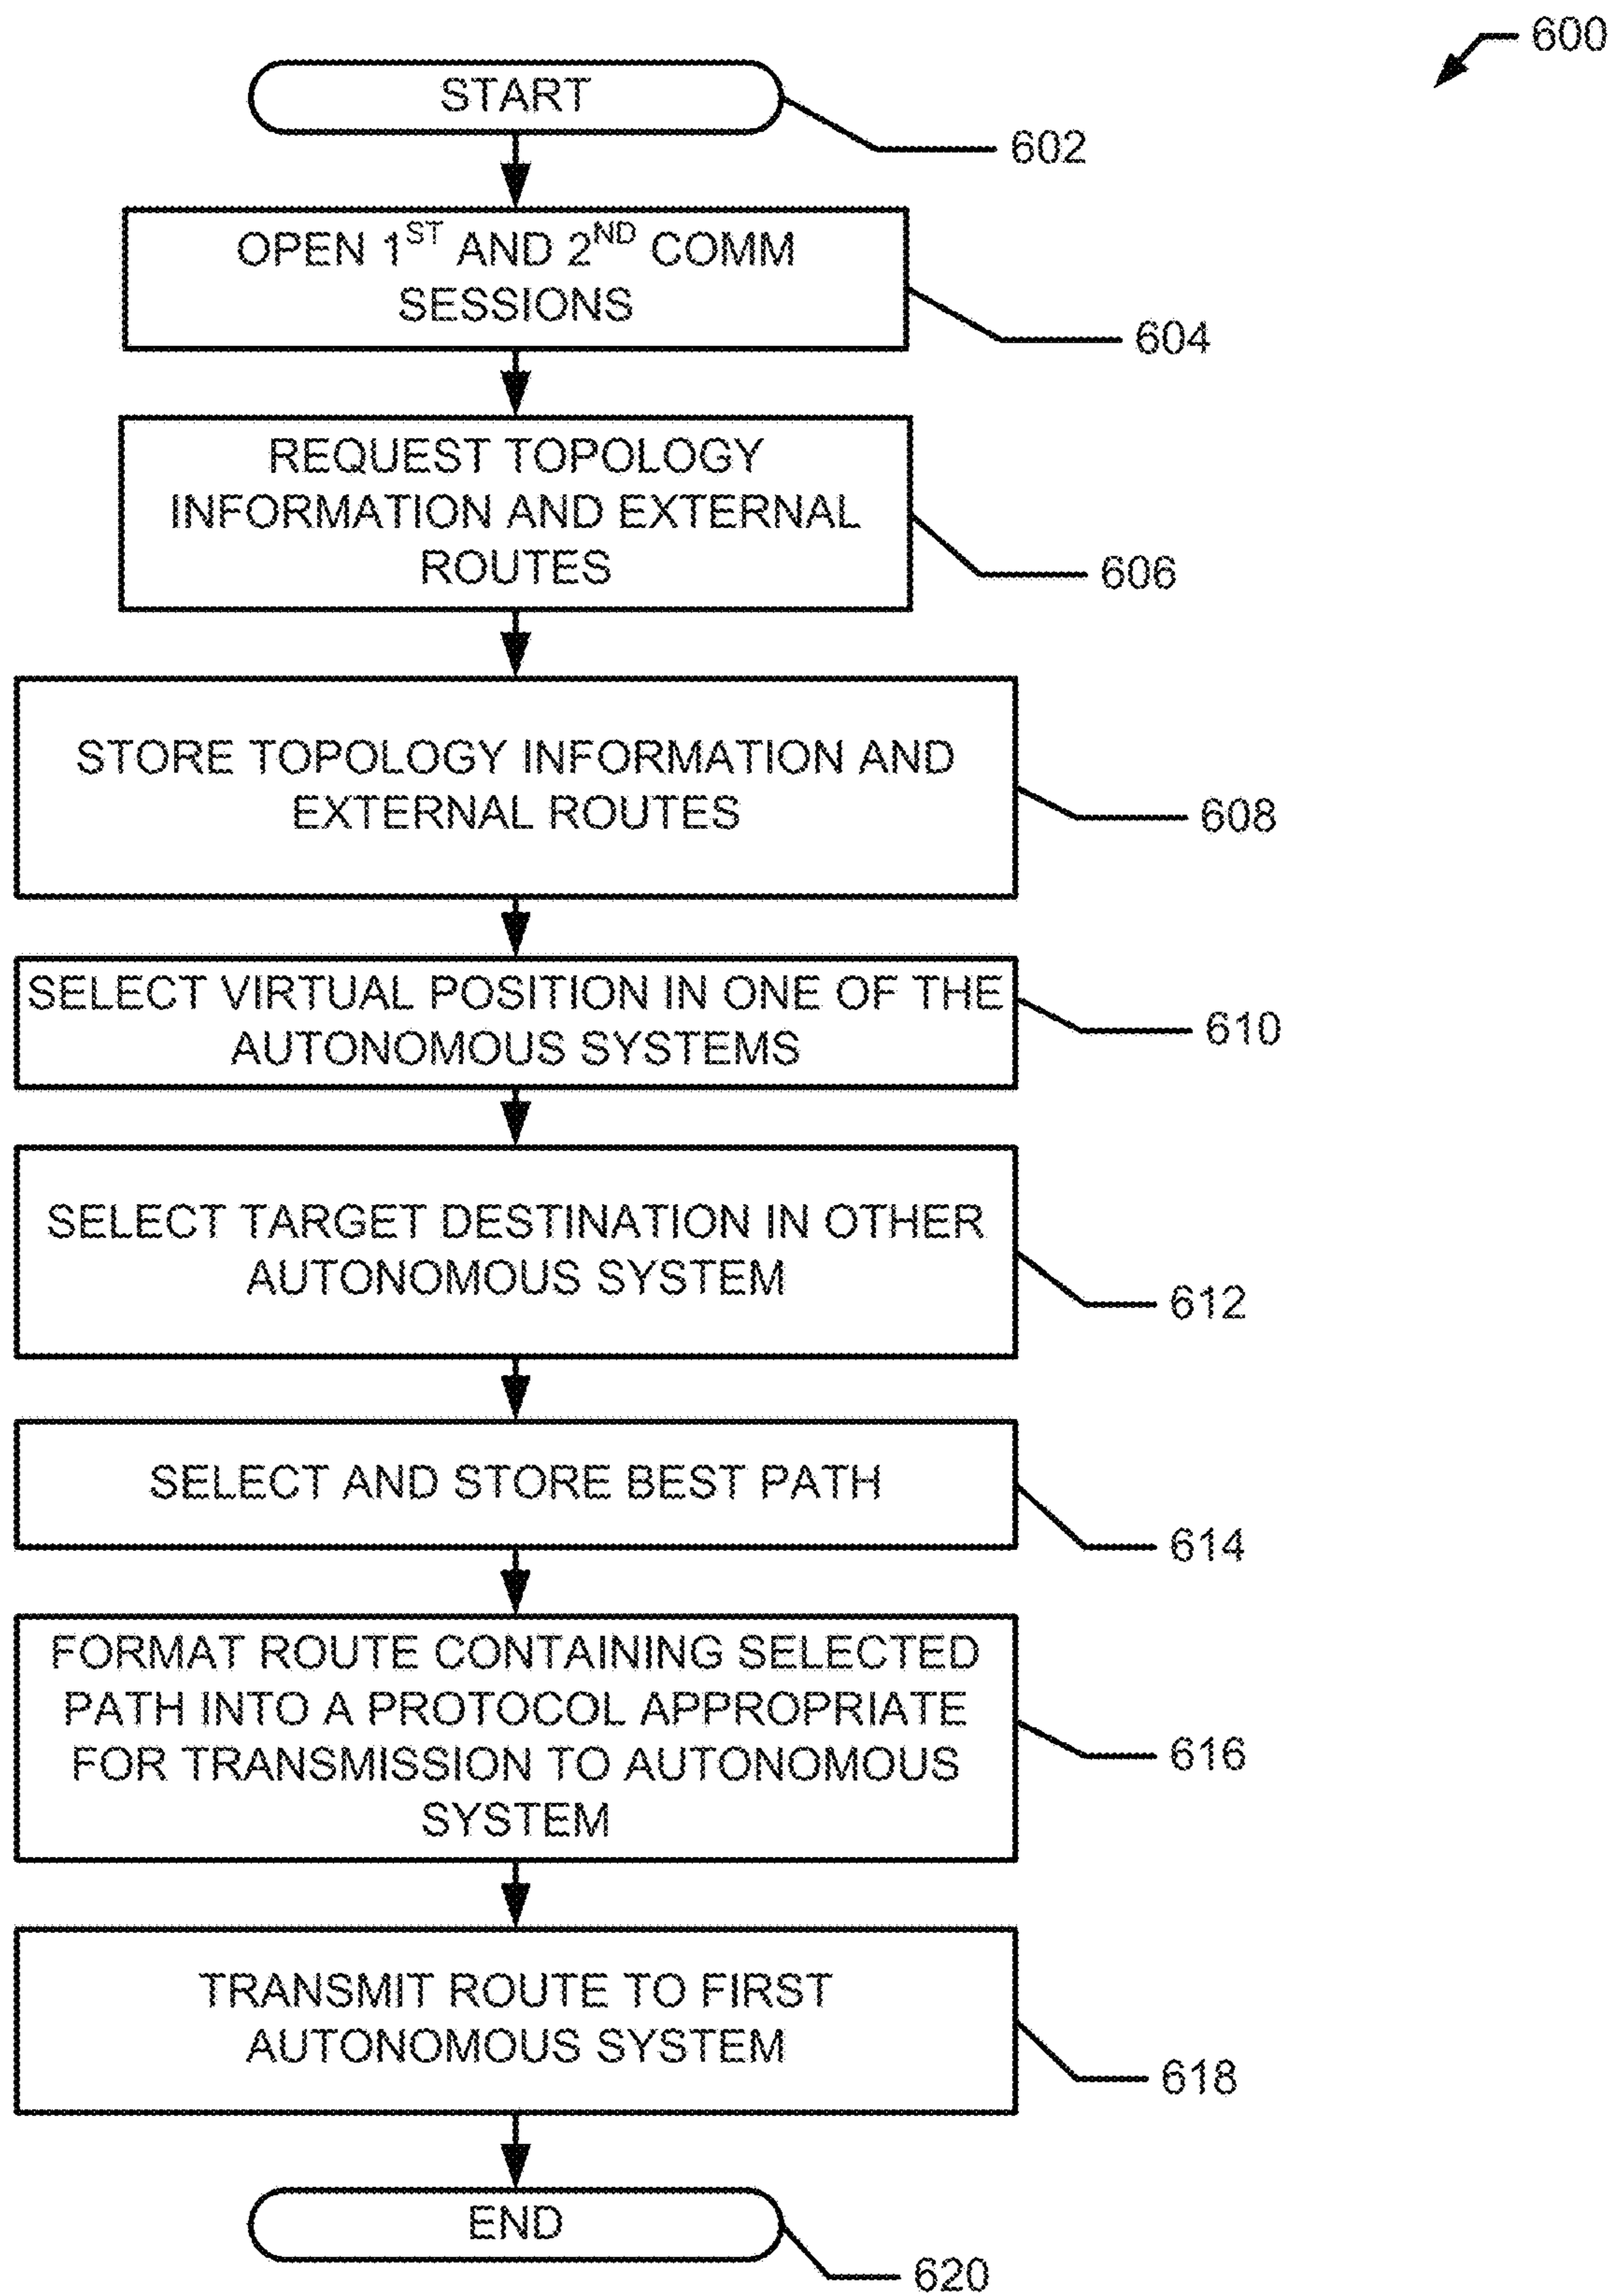 600
START
602
OPEN 1ST AND 2ND COMM
SESSIONS
604
REQUEST TOPOLOGY
INFORMATION AND EXTERNAL
ROUTES
606
STORE TOPOLOGY INFORMATION AND
EXTERNAL ROUTES
608
SELECT VIRTUAL POSITION IN ONE OF THE
AUTONOMOUS SYSTEMS
610
SELECT TARGET DESTINATION IN OTHER
AUTONOMOUS SYSTEM
612
SELECT AND STORE BEST PATH
614
FORMAT ROUTE CONTAINING SELECTED
PATH INTO A PROTOCOL APPROPRIATE
FOR TRANSMISSION TO AUTONOMOUS
SYSTEM
616
TRANSMIT ROUTE TO FIRST
AUTONOMOUS SYSTEM
618
END
620